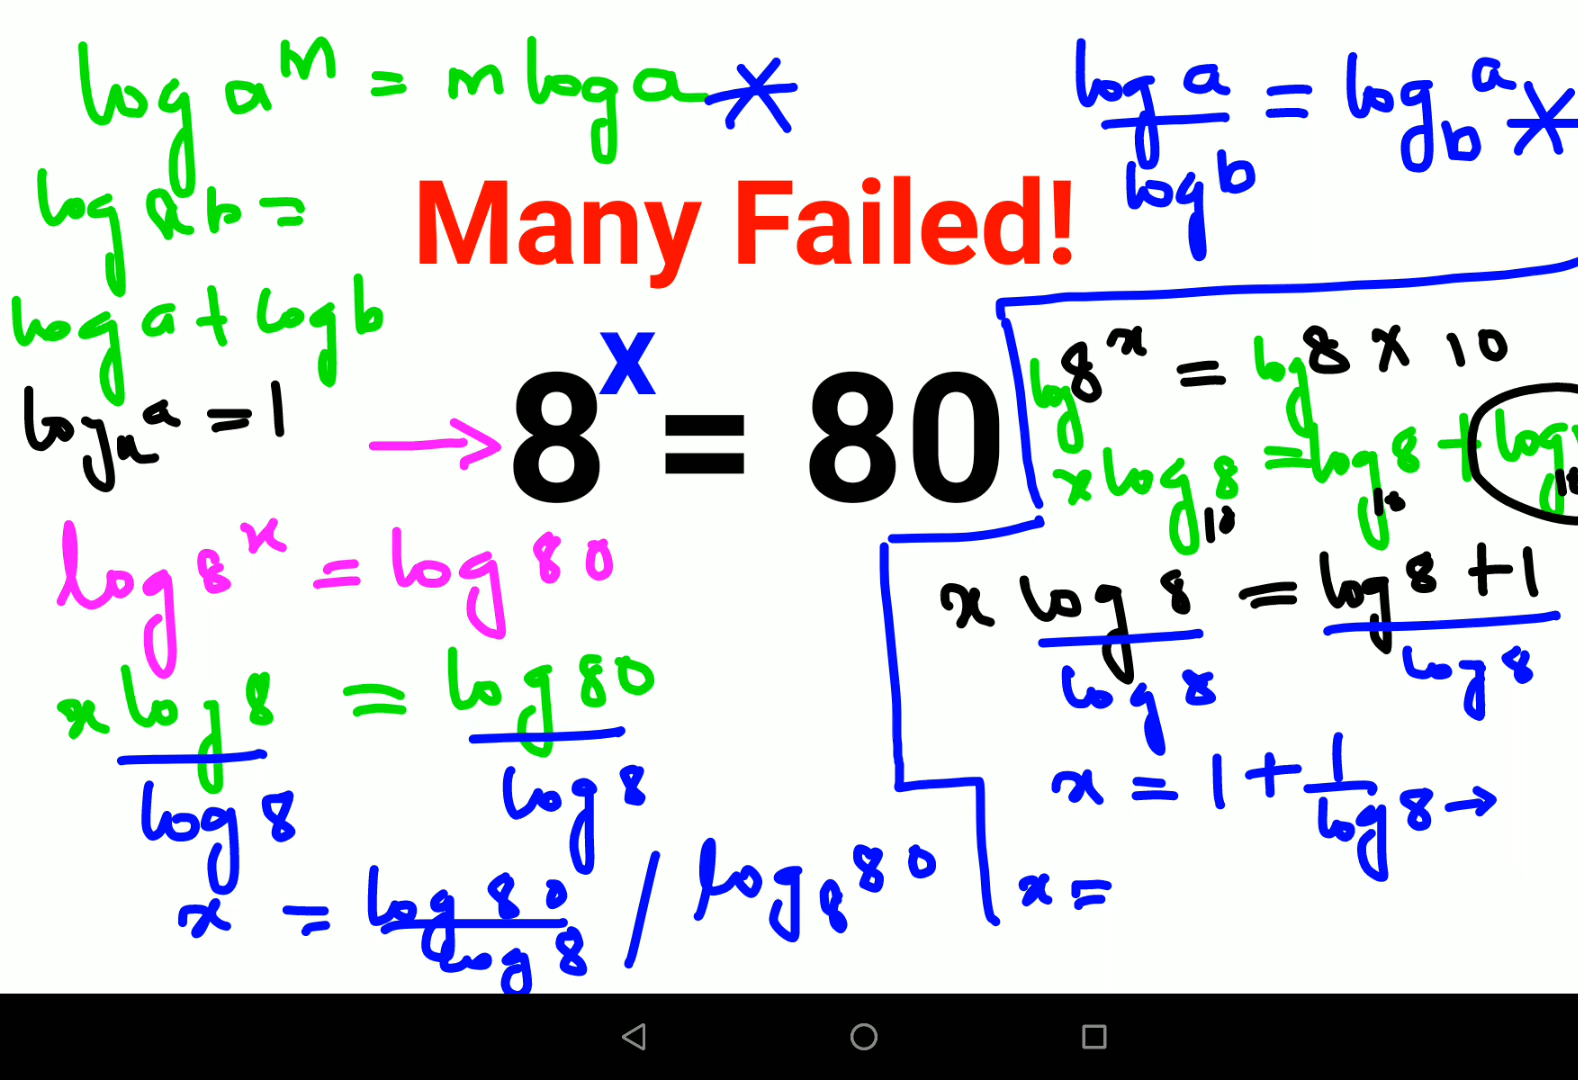 log a^m = m log a *
log ab =
log a + log b
log_a a = 1
Many Failed!
→ 8^x = 80
log 8^x = log 80
x log 8 / log 8 = log 80 / log 8
x = log 80 / log 8 / log_8 80
log a / log b = log_b a *
log 8^x = log 8 x 10
x log_10 8 = log_10 8 + log
x log 8 / log 8 = log 8 + 1 / log 8
x = 1 + 1 / log 8 →
x =